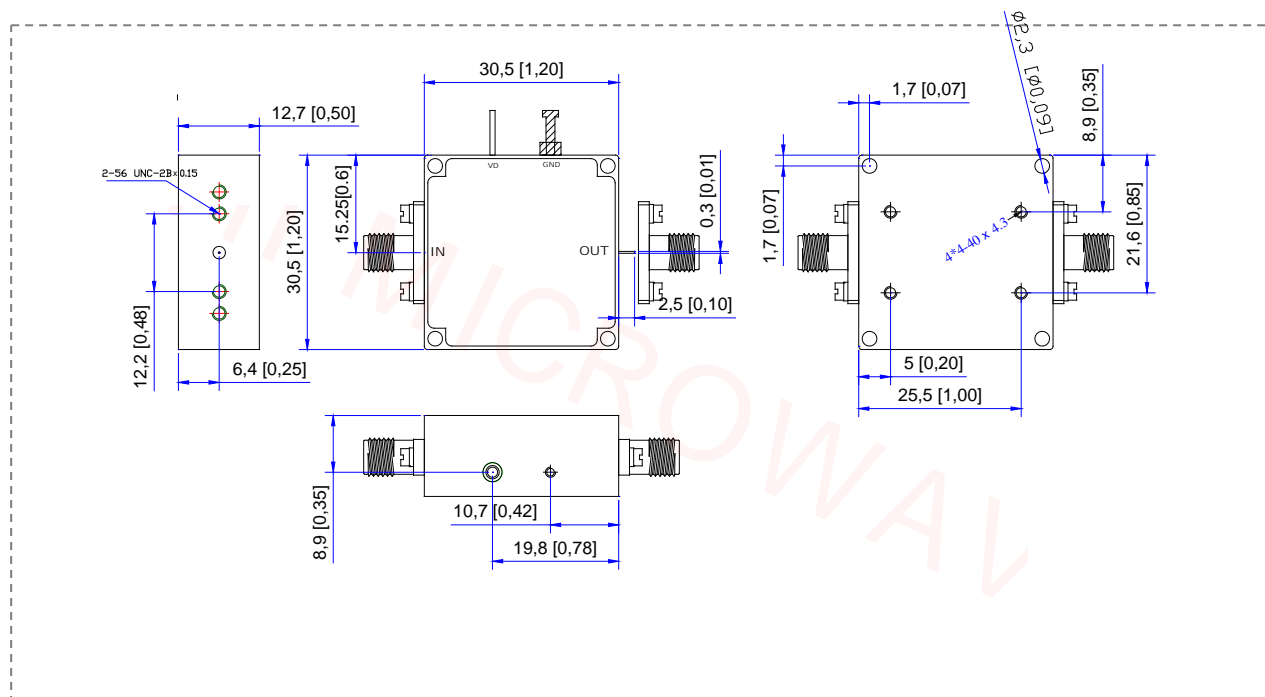 30,5 [1,20]
12,7 [0,50]
2-56 UNC-2B×0.15
15.25[0.6]
30,5 [1,20]
12,2 [0,48]
6,4 [0,25]
VD
GND
IN
OUT
0,3 [0,01]
2,5 [0,10]
1,7 [0,07]
Ø2,3 [Ø0,09]
8,9 [0,35]
1,7 [0,07]
4*4-40 x 4.3
21,6 [0,85]
5 [0,20]
25,5 [1,00]
8,9 [0,35]
10,7 [0,42]
19,8 [0,78]
MICROWAV